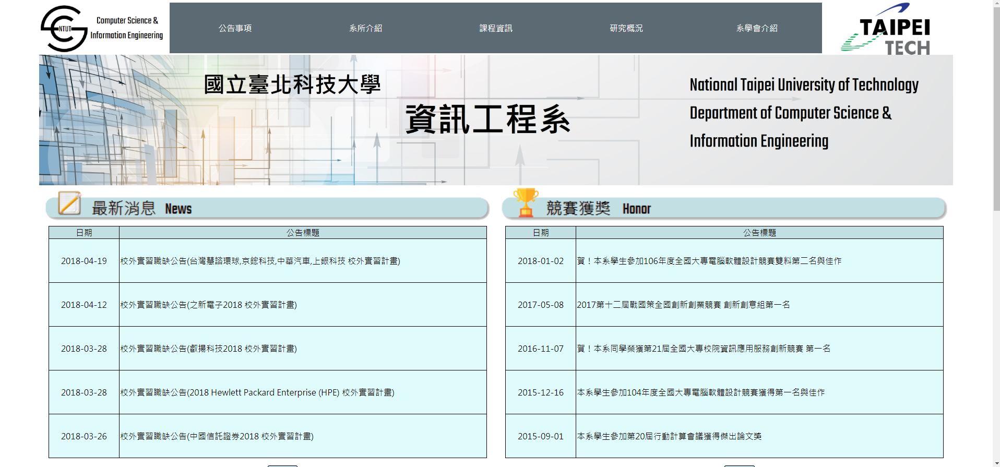 NTUT
Computer Science &
Information Engineering
公告事項
系所介紹
課程資訊
研究概況
系學會介紹
TAIPEI
TECH
國立臺北科技大學
資訊工程系
National Taipei University of Technology
Department of Computer Science &
Information Engineering
最新消息 News
日期 公告標題
2018-04-19 校外實習職缺公告(台灣慧諮環球,京鋐科技,中華汽車,上銀科技 校外實習計畫)
2018-04-12 校外實習職缺公告(之新電子2018 校外實習計畫)
2018-03-28 校外實習職缺公告(叡揚科技2018 校外實習計畫)
2018-03-28 校外實習職缺公告(2018 Hewlett Packard Enterprise (HPE) 校外實習計畫)
2018-03-26 校外實習職缺公告(中國信託證券2018 校外實習計畫)
競賽獲獎 Honor
日期 公告標題
2018-01-02 賀！本系學生參加106年度全國大專電腦軟體設計競賽雙料第二名與佳作
2017-05-08 2017第十二屆戰國策全國創新創業競賽 創新創意組第一名
2016-11-07 賀！本系同學榮獲第21屆全國大專校院資訊應用服務創新競賽 第一名
2015-12-16 本系學生參加104年度全國大專電腦軟體設計競賽獲得第一名與佳作
2015-09-01 本系學生參加第20屆行動計算會議獲得傑出論文獎